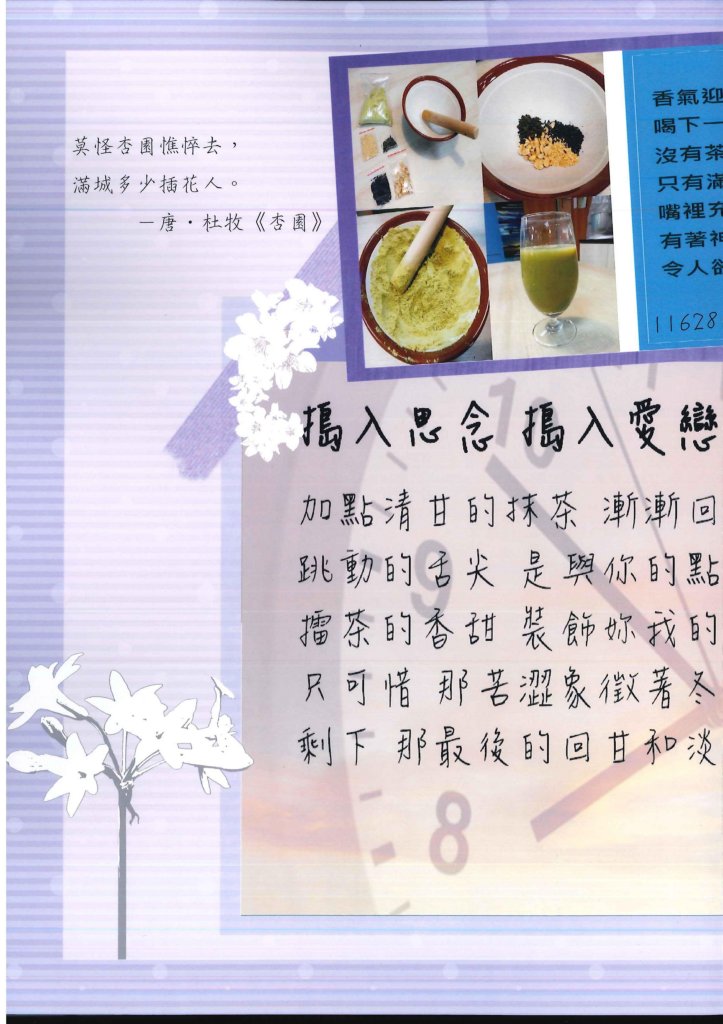 莫怪杏園憔悴去，
滿城多少插花人。
—唐·杜牧《杏園》
香氣迎
喝下一
沒有茶
只有滿
嘴裡充
有著神
令人欲
11628
搗入思念 搗入愛戀
加點清甘的抹茶 漸漸回
跳動的舌尖 是與你的點
擂茶的香甜 裝飾妳我的
只可惜 那苦澀象徵著冬
剩下 那最後的回甘和淡
10
9
8